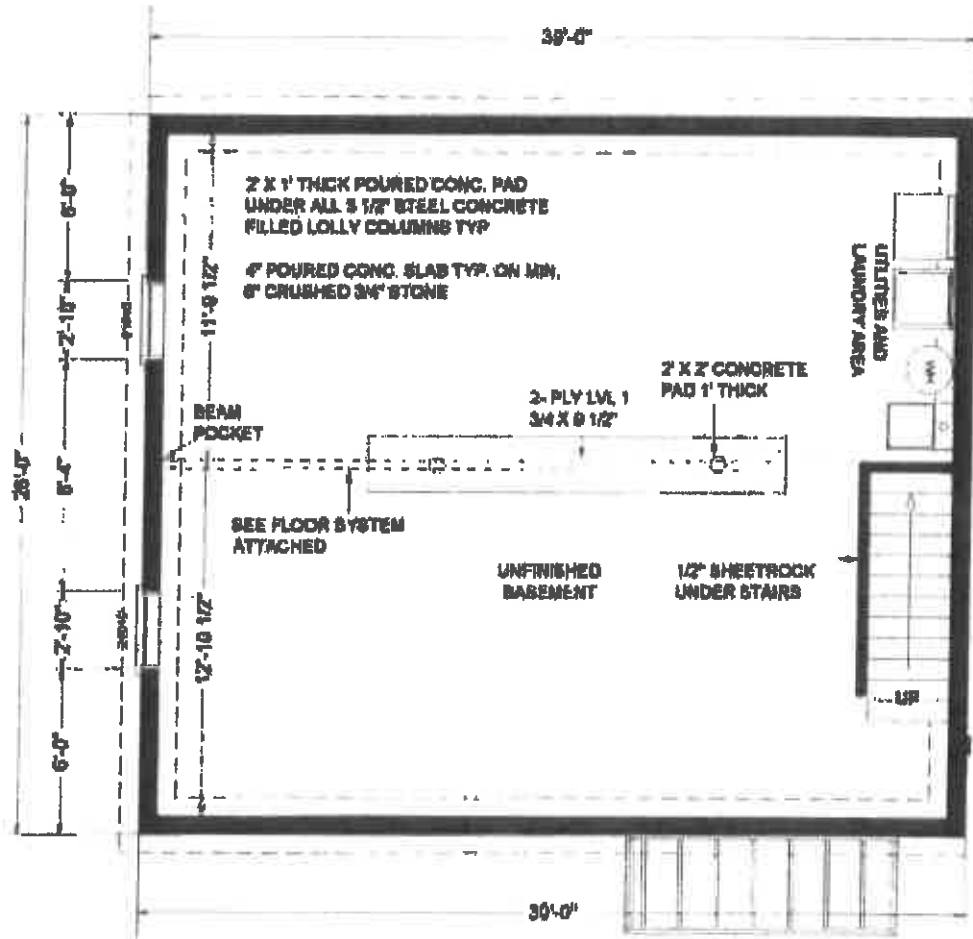 30'-0"
6'-0"
2'-10"
8'-4"
2'-10"
6'-0"
26'-0"
11'-9 1/2"
12'-10 1/2"
2' X 1' THICK POURED CONC. PAD
UNDER ALL 3 1/2" STEEL CONCRETE
FILLED LOLLY COLUMNS TYP
4" POURED CONC. SLAB TYP. ON MIN.
6" CRUSHED 3/4" STONE
UTILITIES AND
LAUNDRY AREA
WH
2' X 2' CONCRETE
PAD 1' THICK
2- PLY LVL 1
3/4 X 9 1/2"
BEAM
POCKET
SEE FLOOR SYSTEM
ATTACHED
UNFINISHED
BASEMENT
1/2" SHEETROCK
UNDER STAIRS
UP
30'-0"